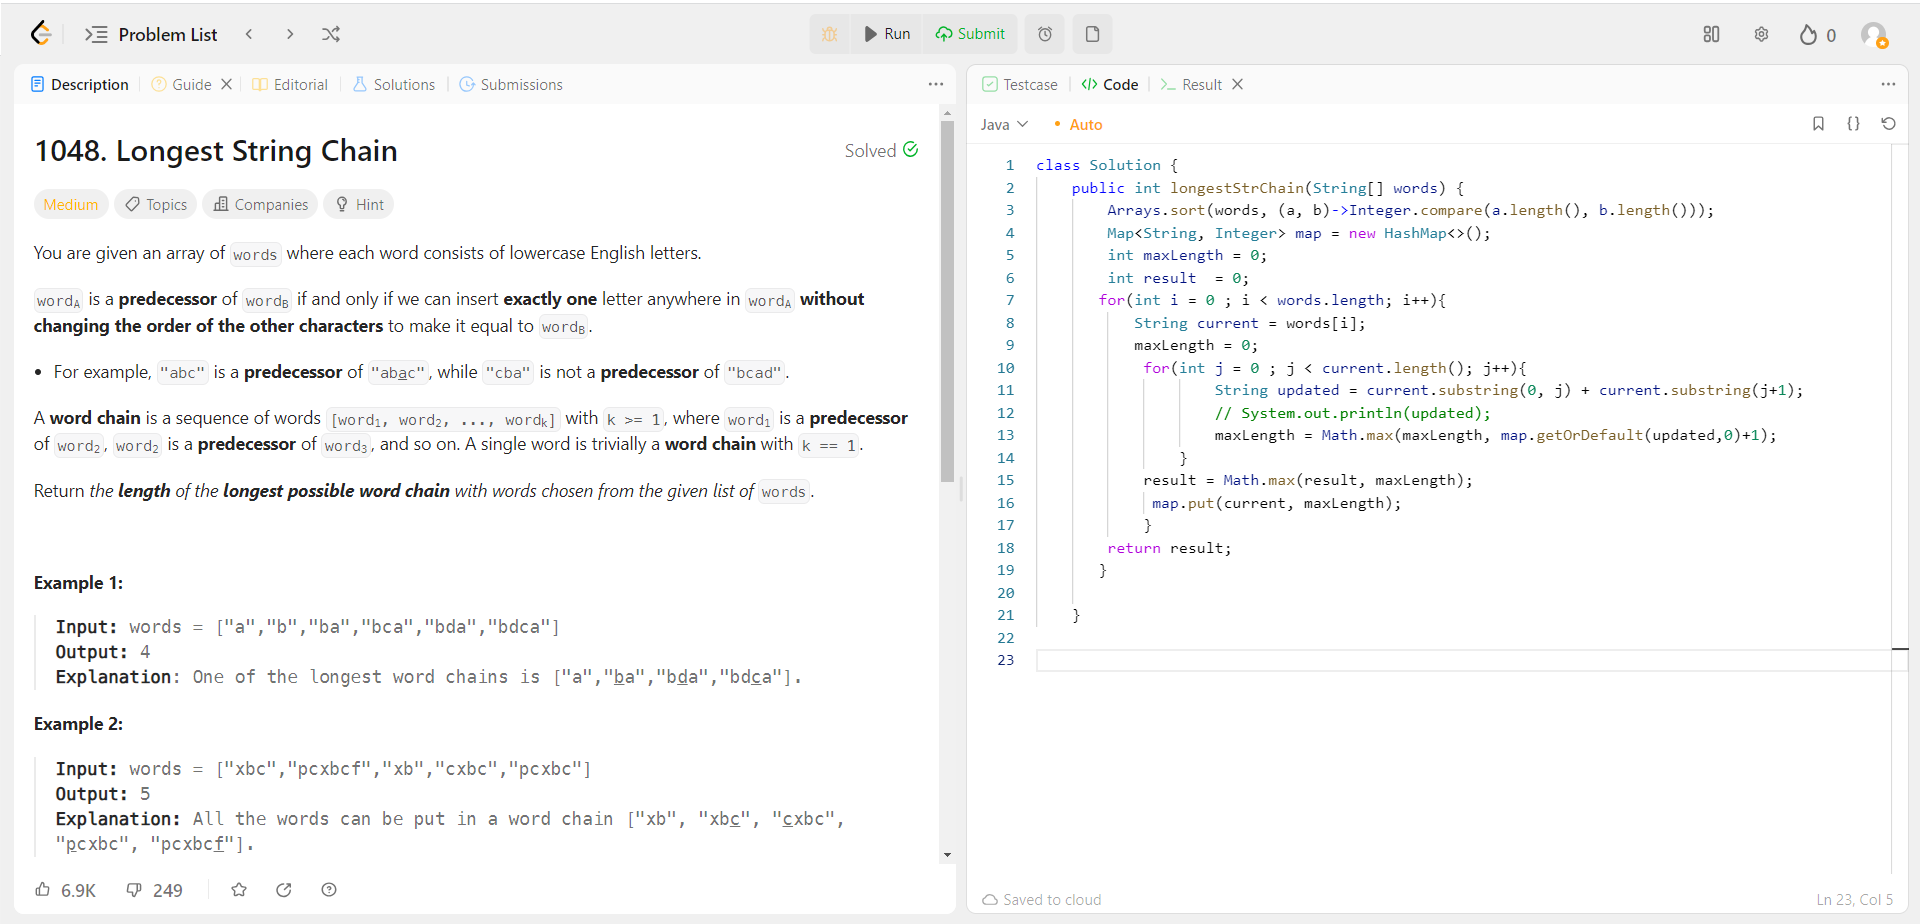 Problem List
Run
Submit
0
Description
Guide
Editorial
Solutions
Submissions
1048. Longest String Chain
Solved
Medium
Topics
Companies
Hint
You are given an array of words where each word consists of lowercase English letters.
wordA is a predecessor of wordB if and only if we can insert exactly one letter anywhere in wordA without
changing the order of the other characters to make it equal to wordB.
• For example, "abc" is a predecessor of "abac", while "cba" is not a predecessor of "bcad".
A word chain is a sequence of words [word1, word2, ..., wordk] with k >= 1, where word1 is a predecessor
of word2, word2 is a predecessor of word3, and so on. A single word is trivially a word chain with k == 1.
Return the length of the longest possible word chain with words chosen from the given list of words.
Example 1:
Input: words = ["a","b","ba","bca","bda","bdca"]
Output: 4
Explanation: One of the longest word chains is ["a","ba","bda","bdca"].
Example 2:
Input: words = ["xbc","pcxbcf","xb","cxbc","pcxbc"]
Output: 5
Explanation: All the words can be put in a word chain ["xb", "xbc", "cxbc",
"pcxbc", "pcxbcf"].
6.9K
249
Testcase
Code
Result
Java
• Auto
1 class Solution {
2 public int longestStrChain(String[] words) {
3 Arrays.sort(words, (a, b)->Integer.compare(a.length(), b.length()));
4 Map<String, Integer> map = new HashMap<>();
5 int maxLength = 0;
6 int result  = 0;
7 for(int i = 0 ; i < words.length; i++){
8 String current = words[i];
9 maxLength = 0;
10 for(int j = 0 ; j < current.length(); j++){
11 String updated = current.substring(0, j) + current.substring(j+1);
12 // System.out.println(updated);
13 maxLength = Math.max(maxLength, map.getOrDefault(updated,0)+1);
14 }
15 result = Math.max(result, maxLength);
16 map.put(current, maxLength);
17 }
18 return result;
19 }
20
21 }
22
23
Saved to cloud
Ln 23, Col 5